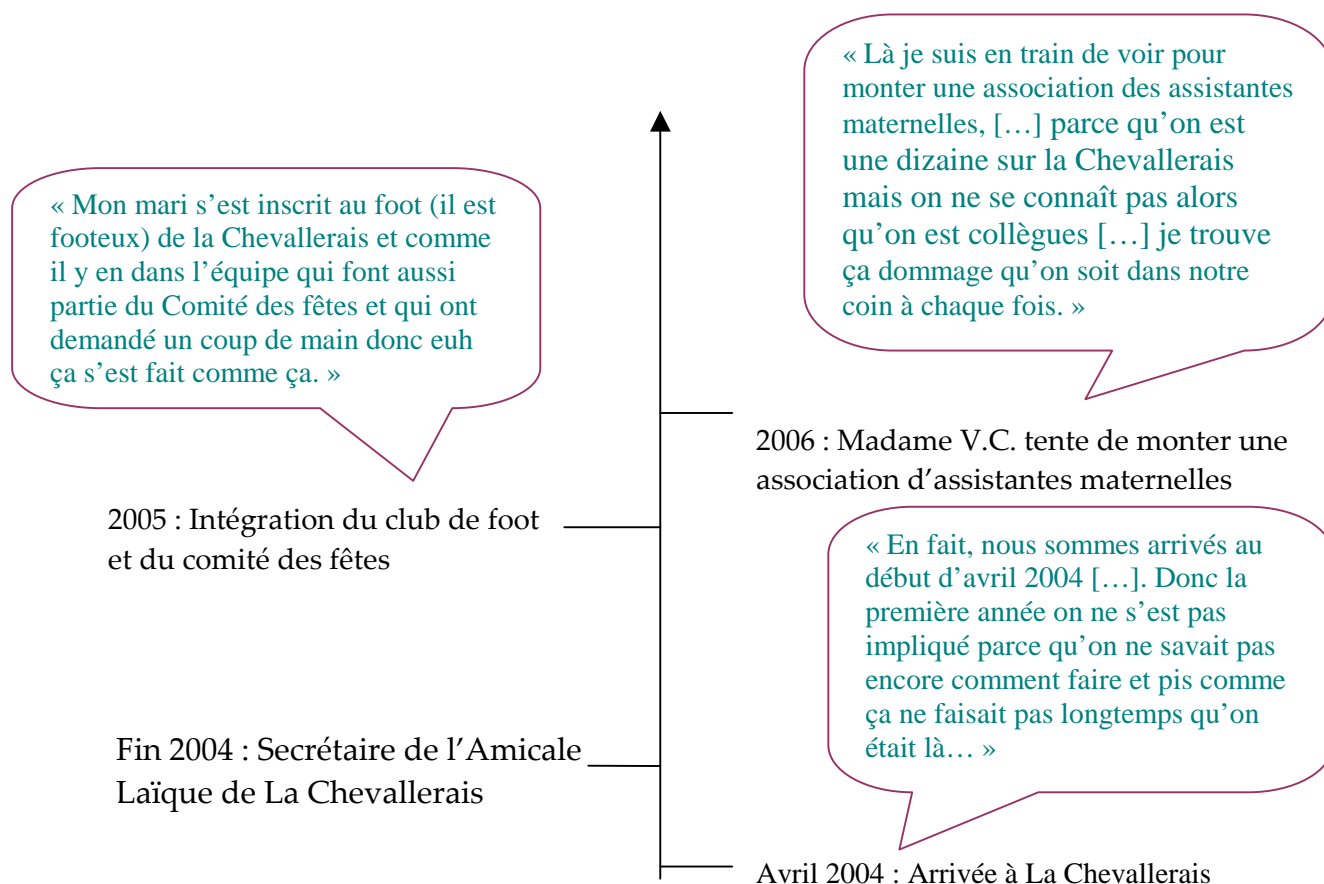 « Là je suis en train de voir pour
monter une association des assistantes
maternelles, […] parce qu’on est
une dizaine sur la Chevallerais
mais on ne se connaît pas alors
qu’on est collègues […] je trouve
ça dommage qu’on soit dans notre
coin à chaque fois. »
« Mon mari s’est inscrit au foot (il est
footeux) de la Chevallerais et comme
il y en dans l’équipe qui font aussi
partie du Comité des fêtes et qui ont
demandé un coup de main donc euh
ça s’est fait comme ça. »
2006 : Madame V.C. tente de monter une
association d’assistantes maternelles
2005 : Intégration du club de foot
et du comité des fêtes
« En fait, nous sommes arrivés au
début d’avril 2004 […]. Donc la
première année on ne s’est pas
impliqué parce qu’on ne savait pas
encore comment faire et pis comme
ça ne faisait pas longtemps qu’on
était là… »
Fin 2004 : Secrétaire de l’Amicale
Laïque de La Chevallerais
Avril 2004 : Arrivée à La Chevallerais